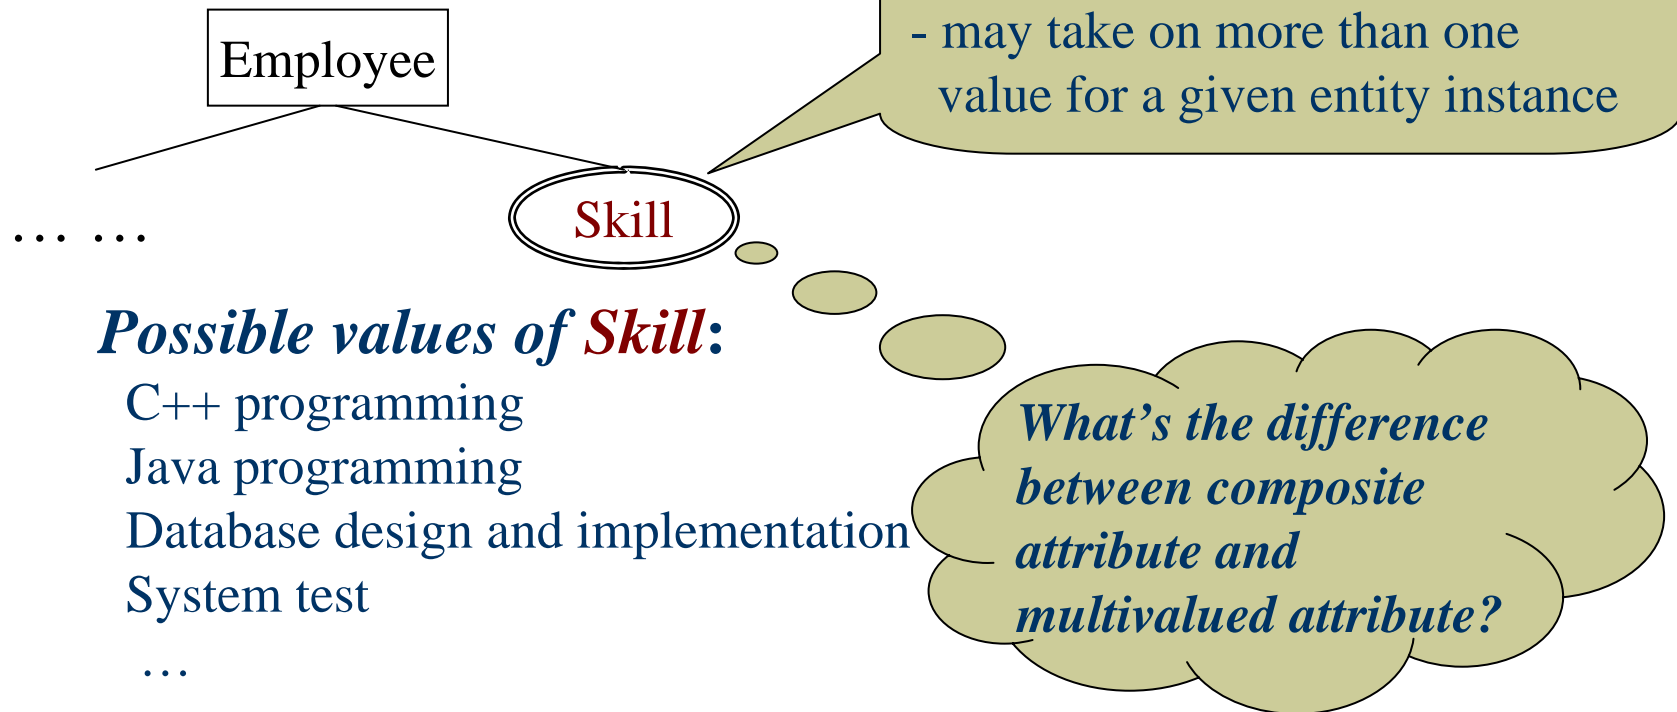 Employee
- may take on more than one
value for a given entity instance
Skill
… …
Possible values of Skill:
C++ programming
Java programming
Database design and implementation
System test
…
What’s the difference
between composite
attribute and
multivalued attribute?